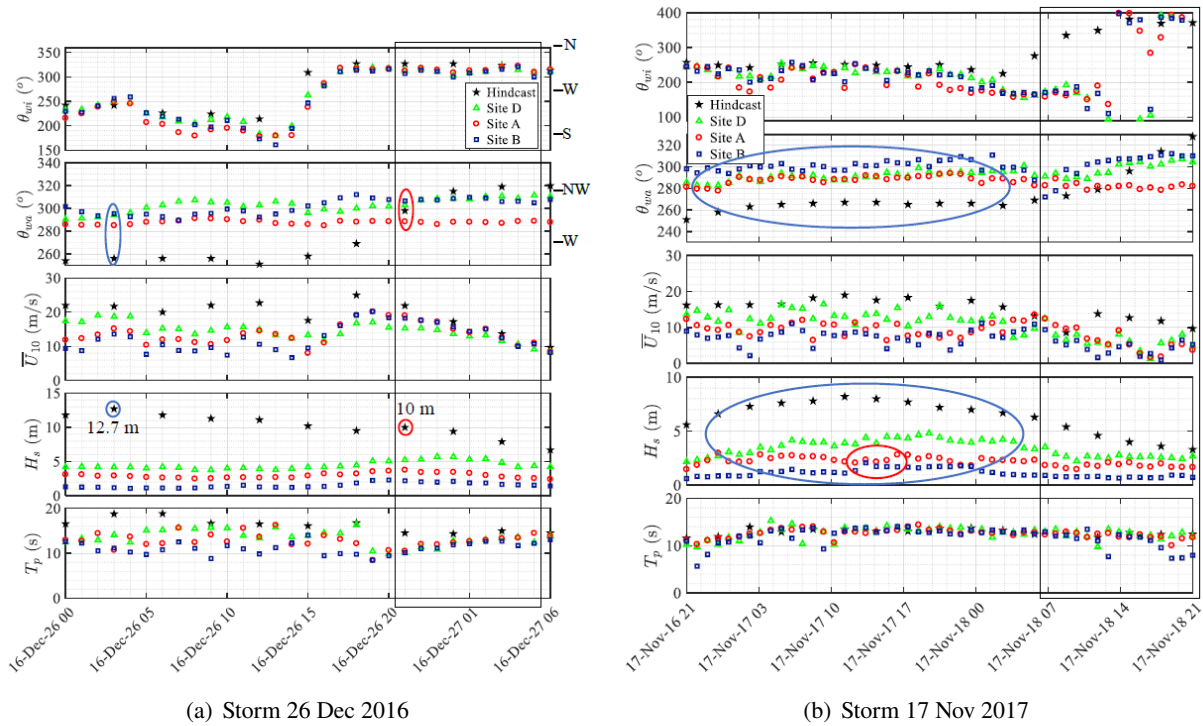 θwi (°)
350
300
250
200
150
–N
–W
–S
Hindcast
Site D
Site A
Site B
θwa (°)
340
320
300
280
260
–NW
–W
U10 (m/s)
30
20
10
0
Hs (m)
15
10
5
0
12.7 m
10 m
Tp (s)
20
10
0
16-Dec-26 00
16-Dec-26 05
16-Dec-26 10
16-Dec-26 15
16-Dec-26 20
16-Dec-27 01
16-Dec-27 06
(a) Storm 26 Dec 2016
θwi (°)
400
300
200
100
Hindcast
Site D
Site A
Site B
θwa (°)
320
300
280
260
240
U10 (m/s)
30
20
10
0
Hs (m)
10
5
0
Tp (s)
20
10
0
17-Nov-16 21
17-Nov-17 03
17-Nov-17 10
17-Nov-17 17
17-Nov-18 00
17-Nov-18 07
17-Nov-18 14
17-Nov-18 21
(b) Storm 17 Nov 2017